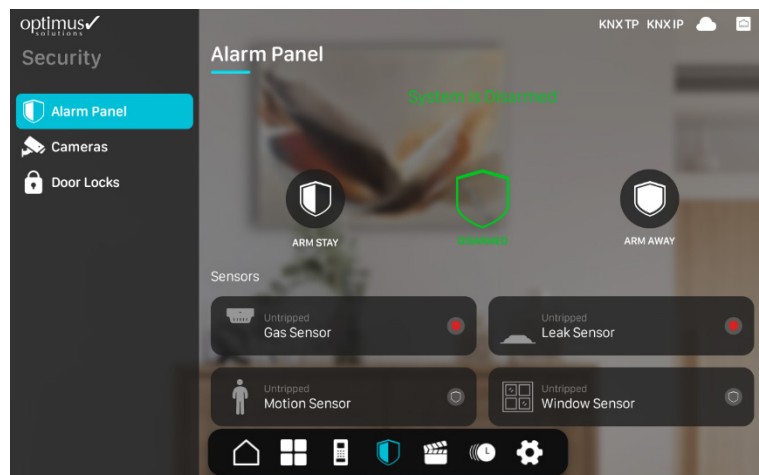 optimus
solutions
KNX TP KNX IP
Security
Alarm Panel
Alarm Panel
Cameras
Door Locks
System is Disarmed
ARM STAY
DISARMED
ARM AWAY
Sensors
Untripped
Gas Sensor
Untripped
Leak Sensor
Untripped
Motion Sensor
Untripped
Window Sensor